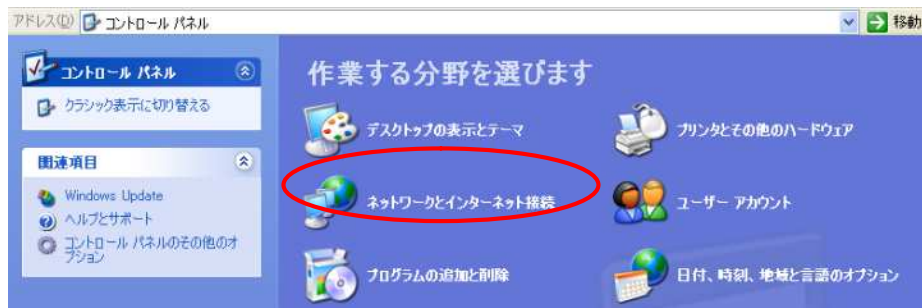 アドレス(D) コントロール パネル 移動
コントロール パネル
クラシック表示に切り替える
関連項目
Windows Update
ヘルプとサポート
コントロール パネルのその他のオ
プション
作業する分野を選びます
デスクトップの表示とテーマ
プリンタとその他のハードウェア
ネットワークとインターネット接続
ユーザー アカウント
プログラムの追加と削除
日付、時刻、地域と言語のオプション